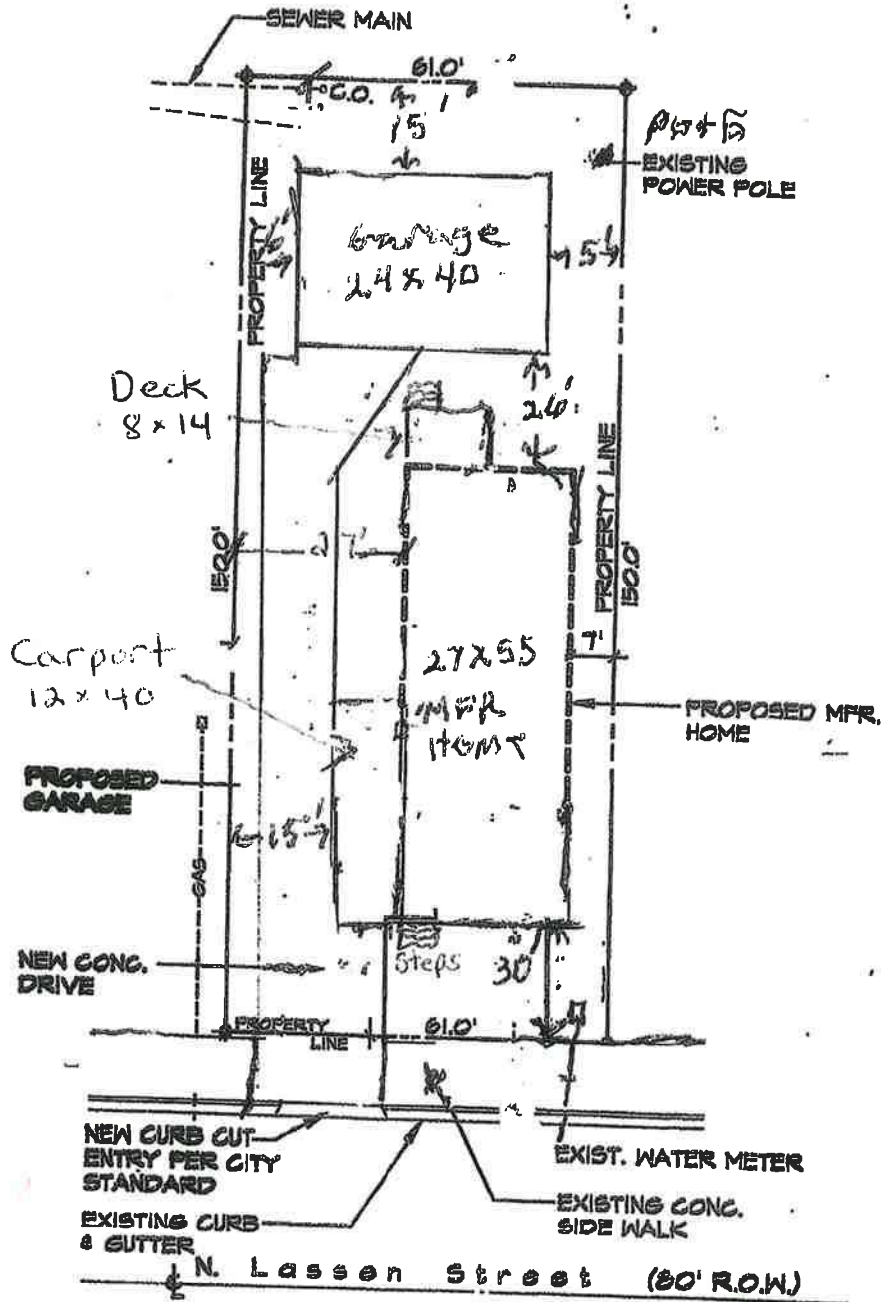 SEWER MAIN
61.0'
C.O.
15'
EXISTING
POWER POLE
PROPERTY LINE
Garage
24 x 40
5'
Deck
8 x 14
PROPERTY LINE
150.0'
150.0'
7'
Carport
12 x 40
27 x 55
MFR.
HOME
PROPOSED MFR.
HOME
PROPOSED
GARAGE
15'
GAS
NEW CONC.
DRIVE
Steps
30'
PROPERTY
LINE
61.0'
NEW CURB CUT
ENTRY PER CITY
STANDARD
EXIST. WATER METER
EXISTING CURB
& GUTTER
EXISTING CONC.
SIDE WALK
N. Lassen Street (80' R.O.W.)